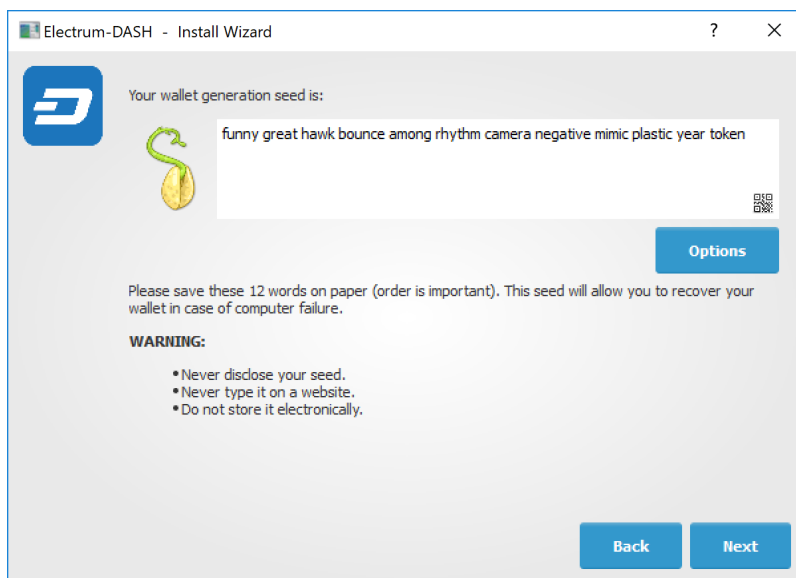 Electrum-DASH - Install Wizard
?
Your wallet generation seed is:
funny great hawk bounce among rhythm camera negative mimic plastic year token
Options
Please save these 12 words on paper (order is important). This seed will allow you to recover your
wallet in case of computer failure.
WARNING:
•Never disclose your seed.
•Never type it on a website.
•Do not store it electronically.
Back
Next